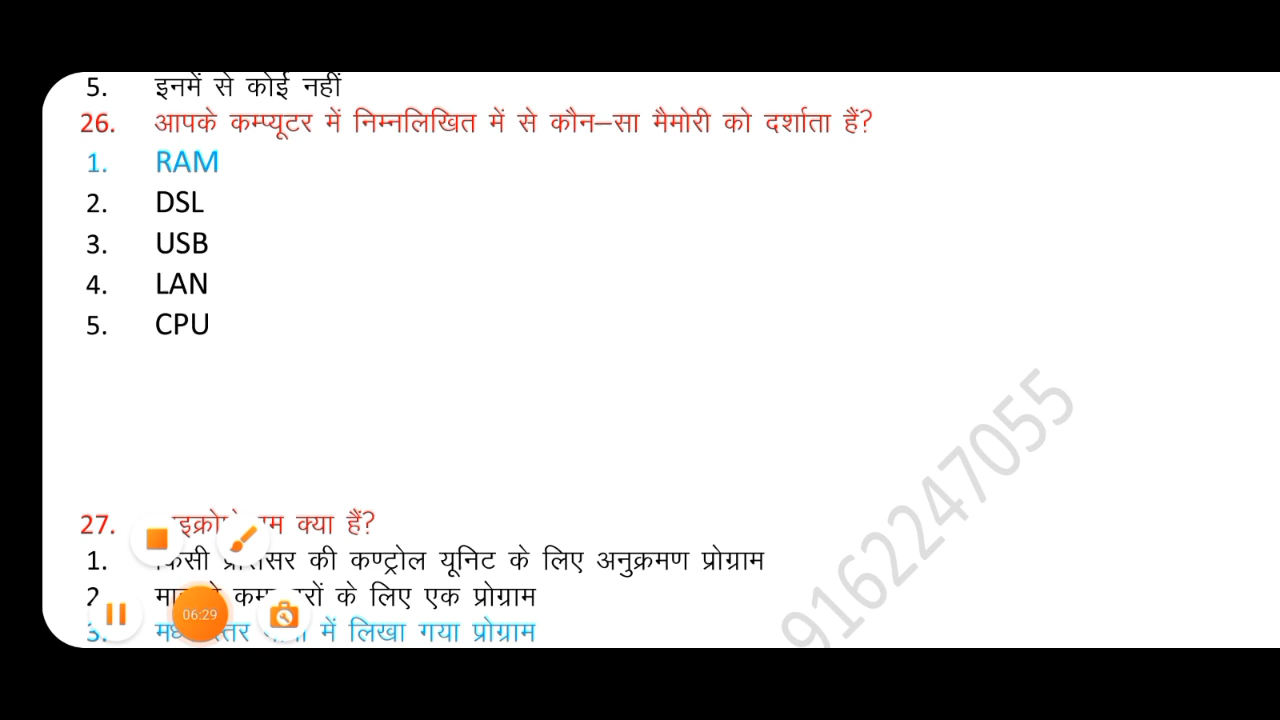 5. इनमें से कोई नहीं
26. आपके कम्प्यूटर में निम्नलिखित में से कौन–सा मैमोरी को दर्शाता हैं?
1. RAM
2. DSL
3. USB
4. LAN
5. CPU
27. क्या हैं?
1. किसी की कण्ट्रोल यूनिट के लिए अनुक्रमण प्रोग्राम
2 के लिए एक प्रोग्राम
3. में लिखा गया प्रोग्राम
06:29
9162247055